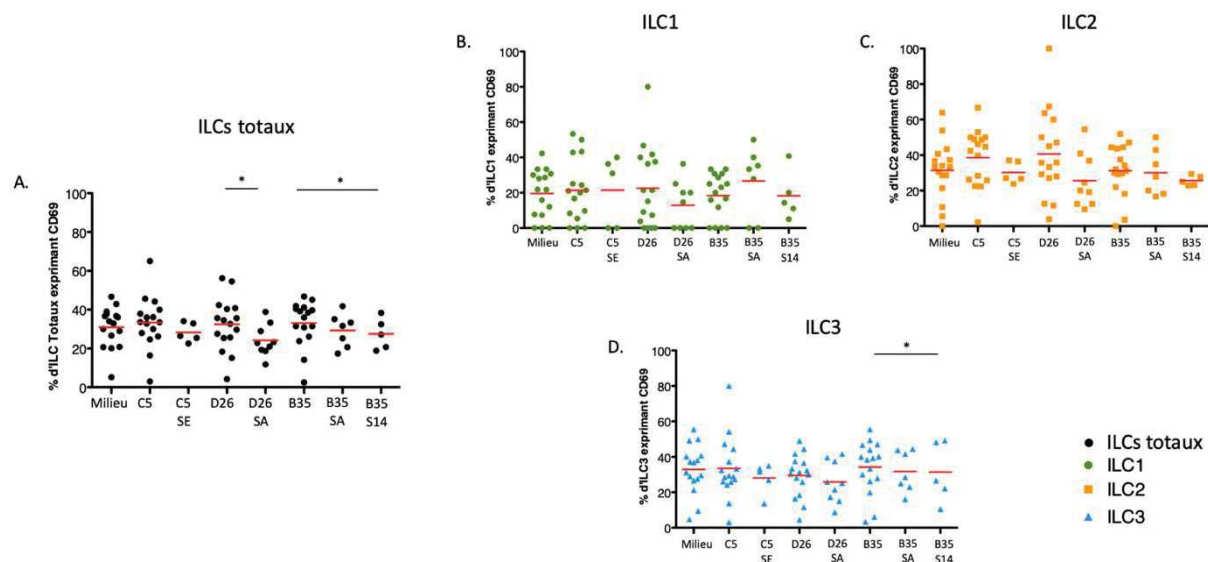 ILCs totaux
A.
*
*
% d'ILC Totaux exprimant CD69
100
80
60
40
20
0
Milieu C5 C5 D26 D26 B35 B35 B35
SE SA SA S14
ILC1
B.
% d'ILC1 exprimant CD69
100
80
60
40
20
0
Milieu C5 C5 D26 D26 B35 B35 B35
SE SA SA S14
ILC2
C.
% d'ILC2 exprimant CD69
100
80
60
40
20
0
Milieu C5 C5 D26 D26 B35 B35 B35
SE SA SA S14
ILC3
D.
*
% d'ILC3 exprimant CD69
100
80
60
40
20
0
Milieu C5 C5 D26 D26 B35 B35 B35
SE SA SA S14
ILCs totaux
ILC1
ILC2
ILC3